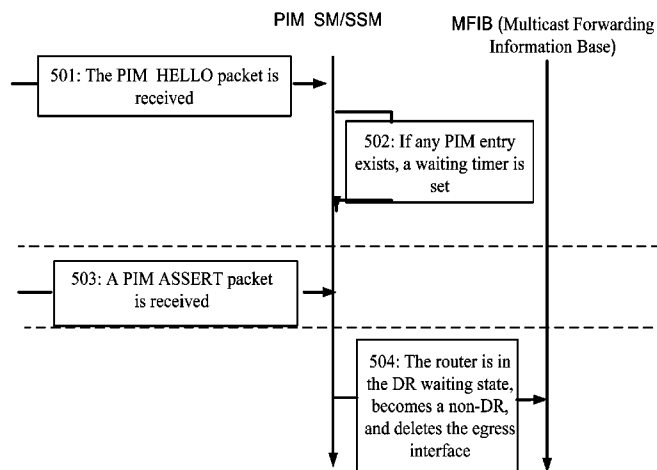 PIM SM/SSM
MFIB (Multicast Forwarding
Information Base)
501: The PIM HELLO packet is
received
502: If any PIM entry
exists, a waiting timer is
set
503: A PIM ASSERT packet
is received
504: The router is in
the DR waiting state,
becomes a non-DR,
and deletes the egress
interface